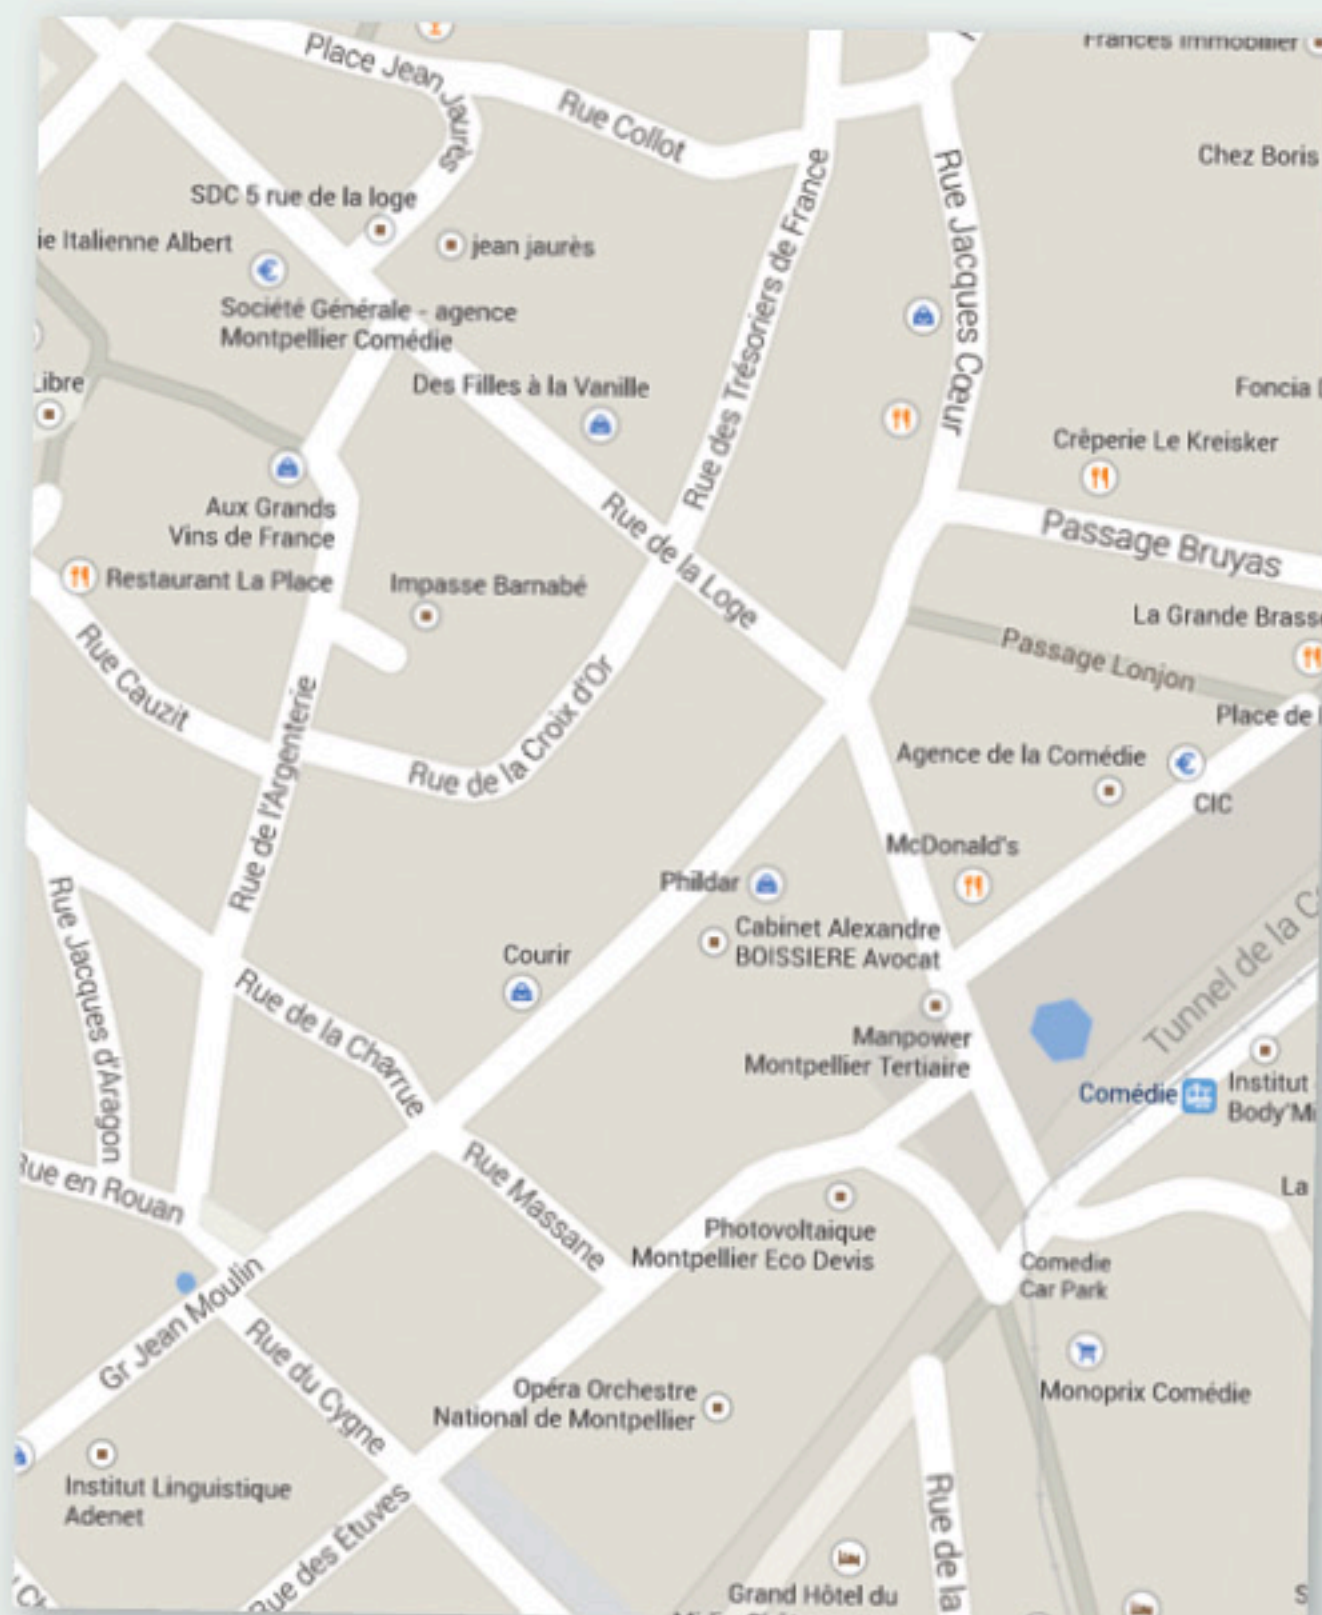 Frances Immobilier
Place Jean Jaurès
Rue Collot
Chez Boris
Rue Jacques Cœur
SDC 5 rue de la loge
ie Italienne Albert
jean jaurès
Rue des Trésoriers de France
Société Générale - agence
Montpellier Comédie
Libre
Des Filles à la Vanille
Foncia
Crêperie Le Kreisker
Aux Grands
Vins de France
Rue de la Loge
Passage Bruyas
Restaurant La Place
Impasse Barnabé
La Grande Brass
Rue Cauzit
Passage Lonjon
Place de
Rue de l'Argenterie
Rue de la Croix d'Or
Agence de la Comédie
CIC
McDonald's
Phildar
Rue Jacques d'Aragon
Cabinet Alexandre
BOISSIERE Avocat
Courir
Tunnel de la C
Rue de la Charrue
Manpower
Montpellier Tertiaire
Comédie
Institut
Body'Mi
Rue en Rouan
Rue Massane
La
Photovoltaique
Montpellier Eco Devis
Comedie
Car Park
Gr Jean Moulin
Rue du Cygne
Opéra Orchestre
National de Montpellier
Monoprix Comédie
Institut Linguistique
Adenet
Rue des Étuves
Rue de la
Grand Hôtel du
S